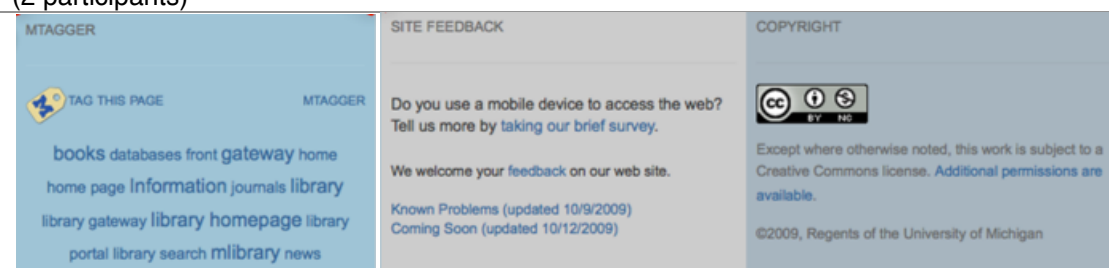 (2 participants)
MTAGGER
TAG THIS PAGE MTAGGER
books databases front gateway home
home page Information journals library
library gateway library homepage library
portal library search mlibrary news
SITE FEEDBACK
Do you use a mobile device to access the web?
Tell us more by taking our brief survey.
We welcome your feedback on our web site.
Known Problems (updated 10/9/2009)
Coming Soon (updated 10/12/2009)
COPYRIGHT
cc
BY NC
Except where otherwise noted, this work is subject to a
Creative Commons license. Additional permissions are
available.
©2009, Regents of the University of Michigan